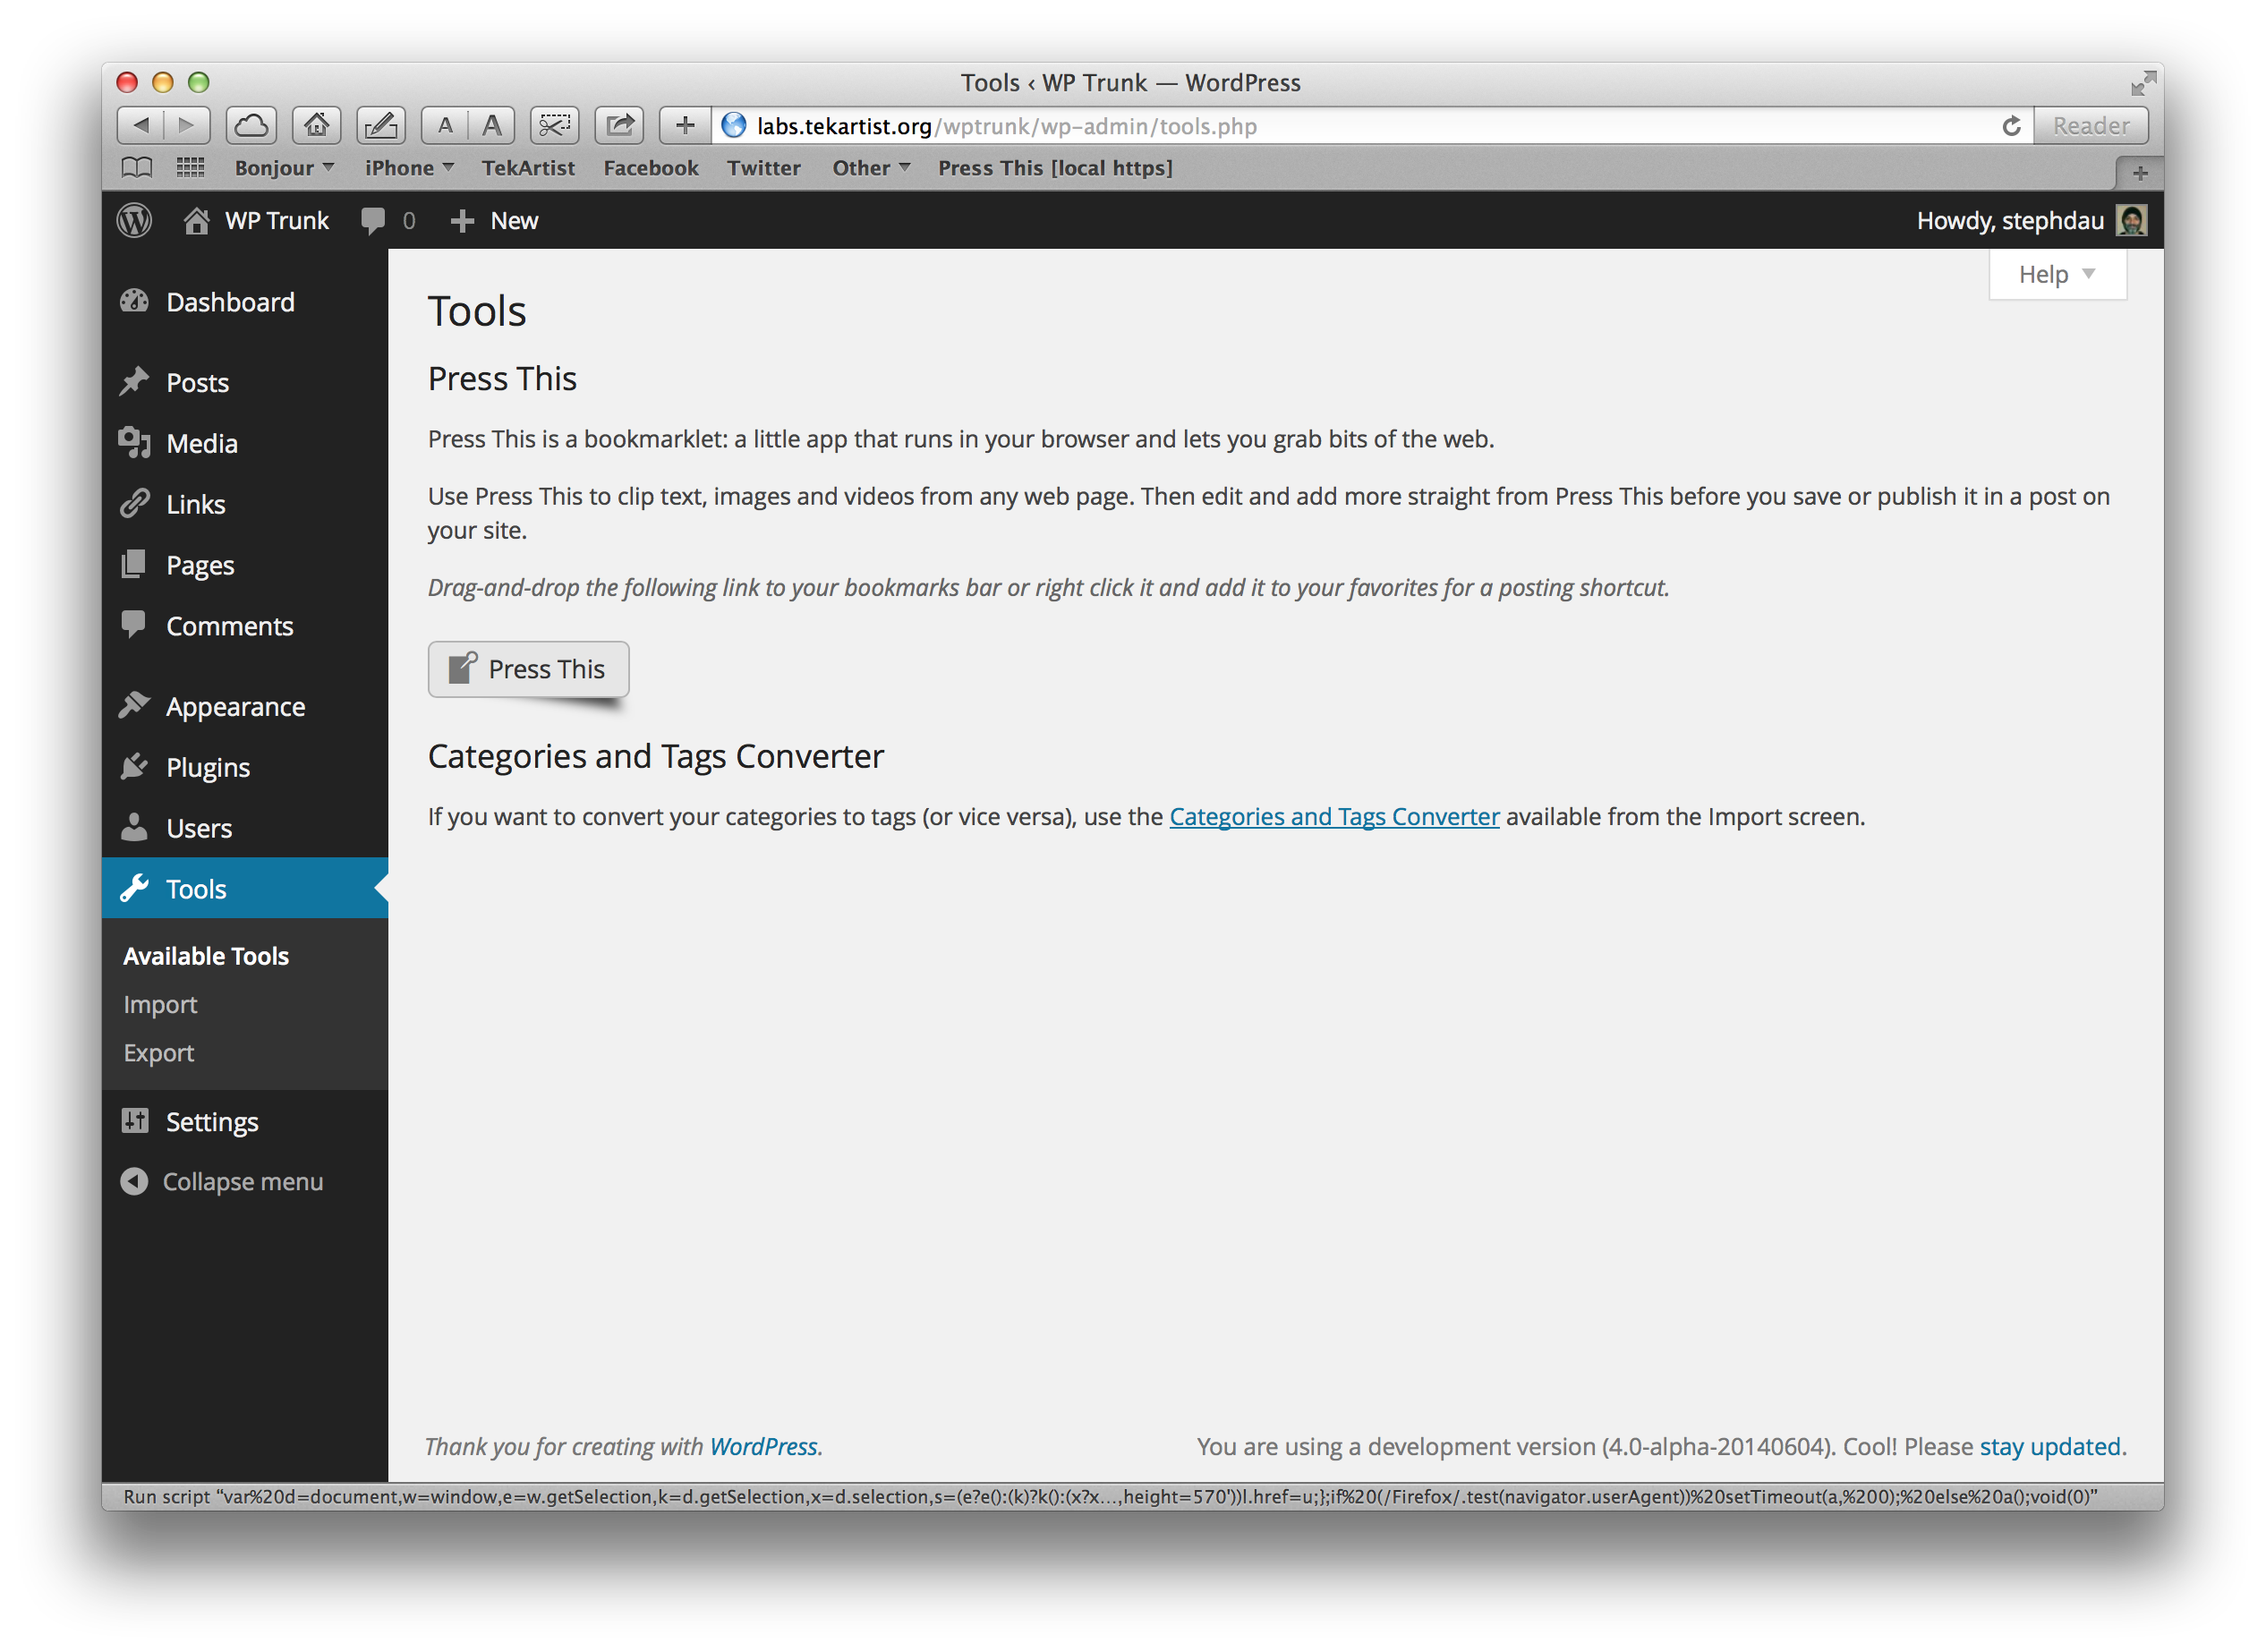 Tools ‹ WP Trunk — WordPress
A A + labs.tekartist.org/wptrunk/wp-admin/tools.php Reader
Bonjour iPhone TekArtist Facebook Twitter Other Press This [local https] +
WP Trunk 0 New Howdy, stephdau
Help
Dashboard
Posts
Media
Links
Pages
Comments
Appearance
Plugins
Users
Tools
Available Tools
Import
Export
Settings
Collapse menu
Tools
Press This
Press This is a bookmarklet: a little app that runs in your browser and lets you grab bits of the web.
Use Press This to clip text, images and videos from any web page. Then edit and add more straight from Press This before you save or publish it in a post on
your site.
Drag-and-drop the following link to your bookmarks bar or right click it and add it to your favorites for a posting shortcut.
Press This
Categories and Tags Converter
If you want to convert your categories to tags (or vice versa), use the Categories and Tags Converter available from the Import screen.
Thank you for creating with WordPress. You are using a development version (4.0-alpha-20140604). Cool! Please stay updated.
Run script “var%20d=document,w=window,e=w.getSelection,k=d.getSelection,x=d.selection,s=(e?e():(k)?k():(x?x…,height=570'))l.href=u;};if%20(/Firefox/.test(navigator.userAgent))%20setTimeout(a,%200);%20else%20a();void(0)”